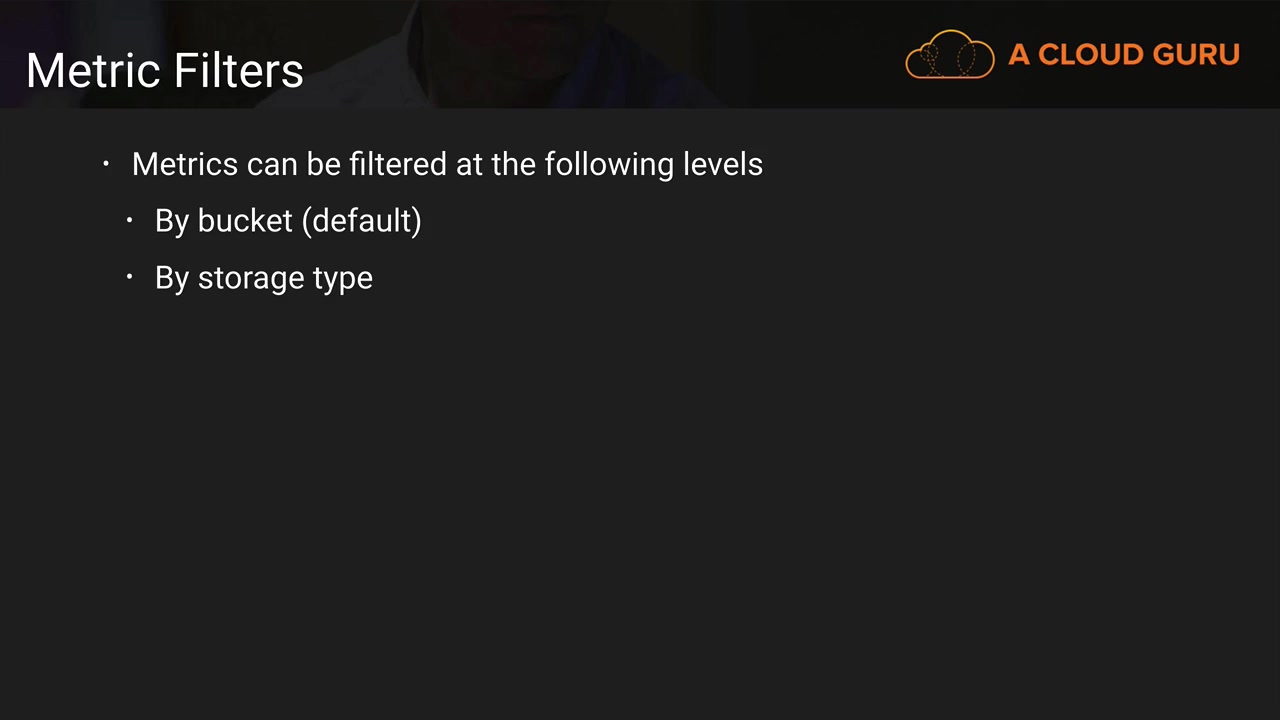 Metric Filters
A CLOUD GURU
• Metrics can be filtered at the following levels
• By bucket (default)
• By storage type